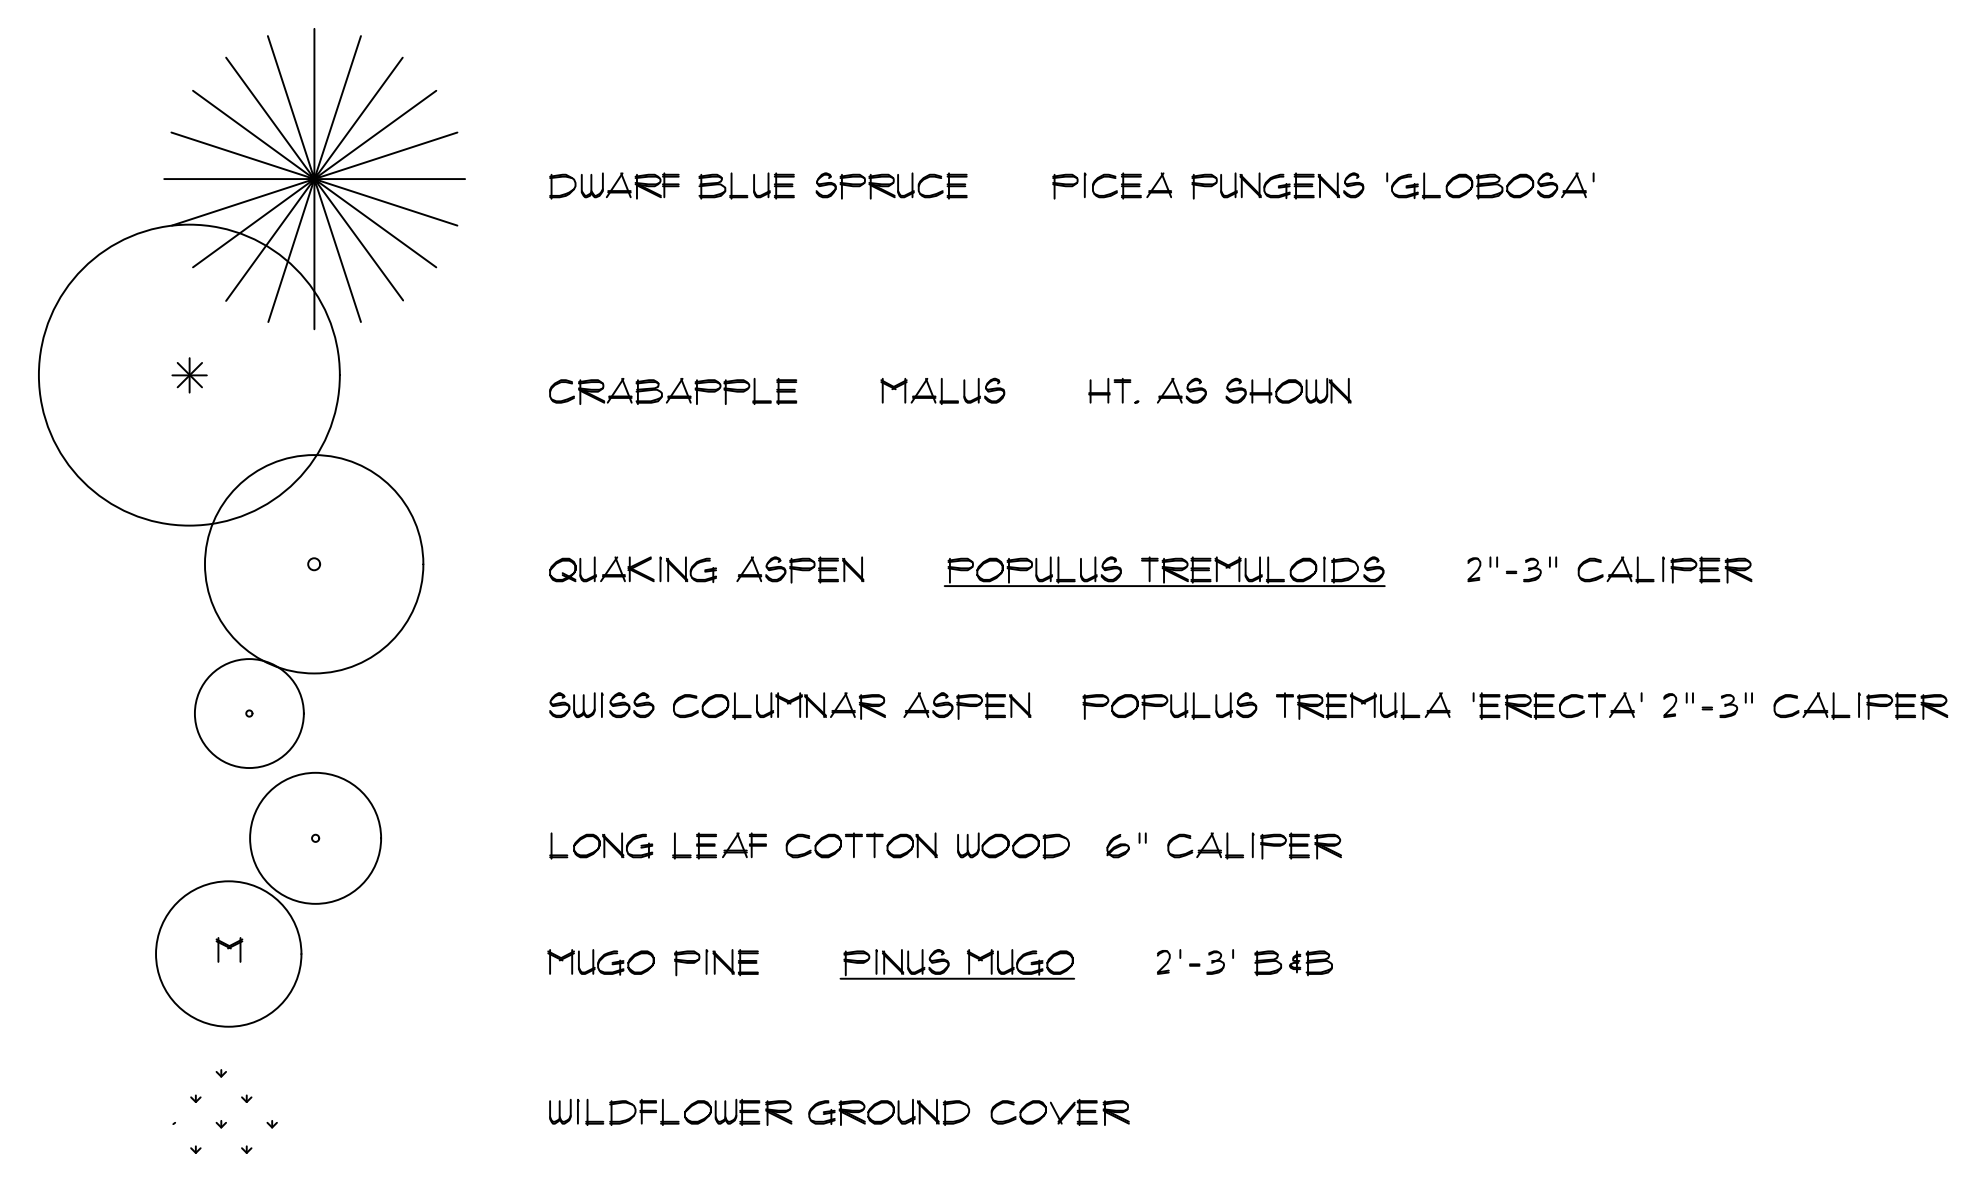 DWARF BLUE SPRUCE PICEA PUNGENS 'GLOBOSA'
CRABAPPLE MALUS HT. AS SHOWN
QUAKING ASPEN POPULUS TREMULOIDS 2"-3" CALIPER
SWISS COLUMNAR ASPEN POPULUS TREMULA 'ERECTA' 2"-3" CALIPER
LONG LEAF COTTON WOOD 6" CALIPER
M
MUGO PINE PINUS MUGO 2'-3' B&B
WILDFLOWER GROUND COVER